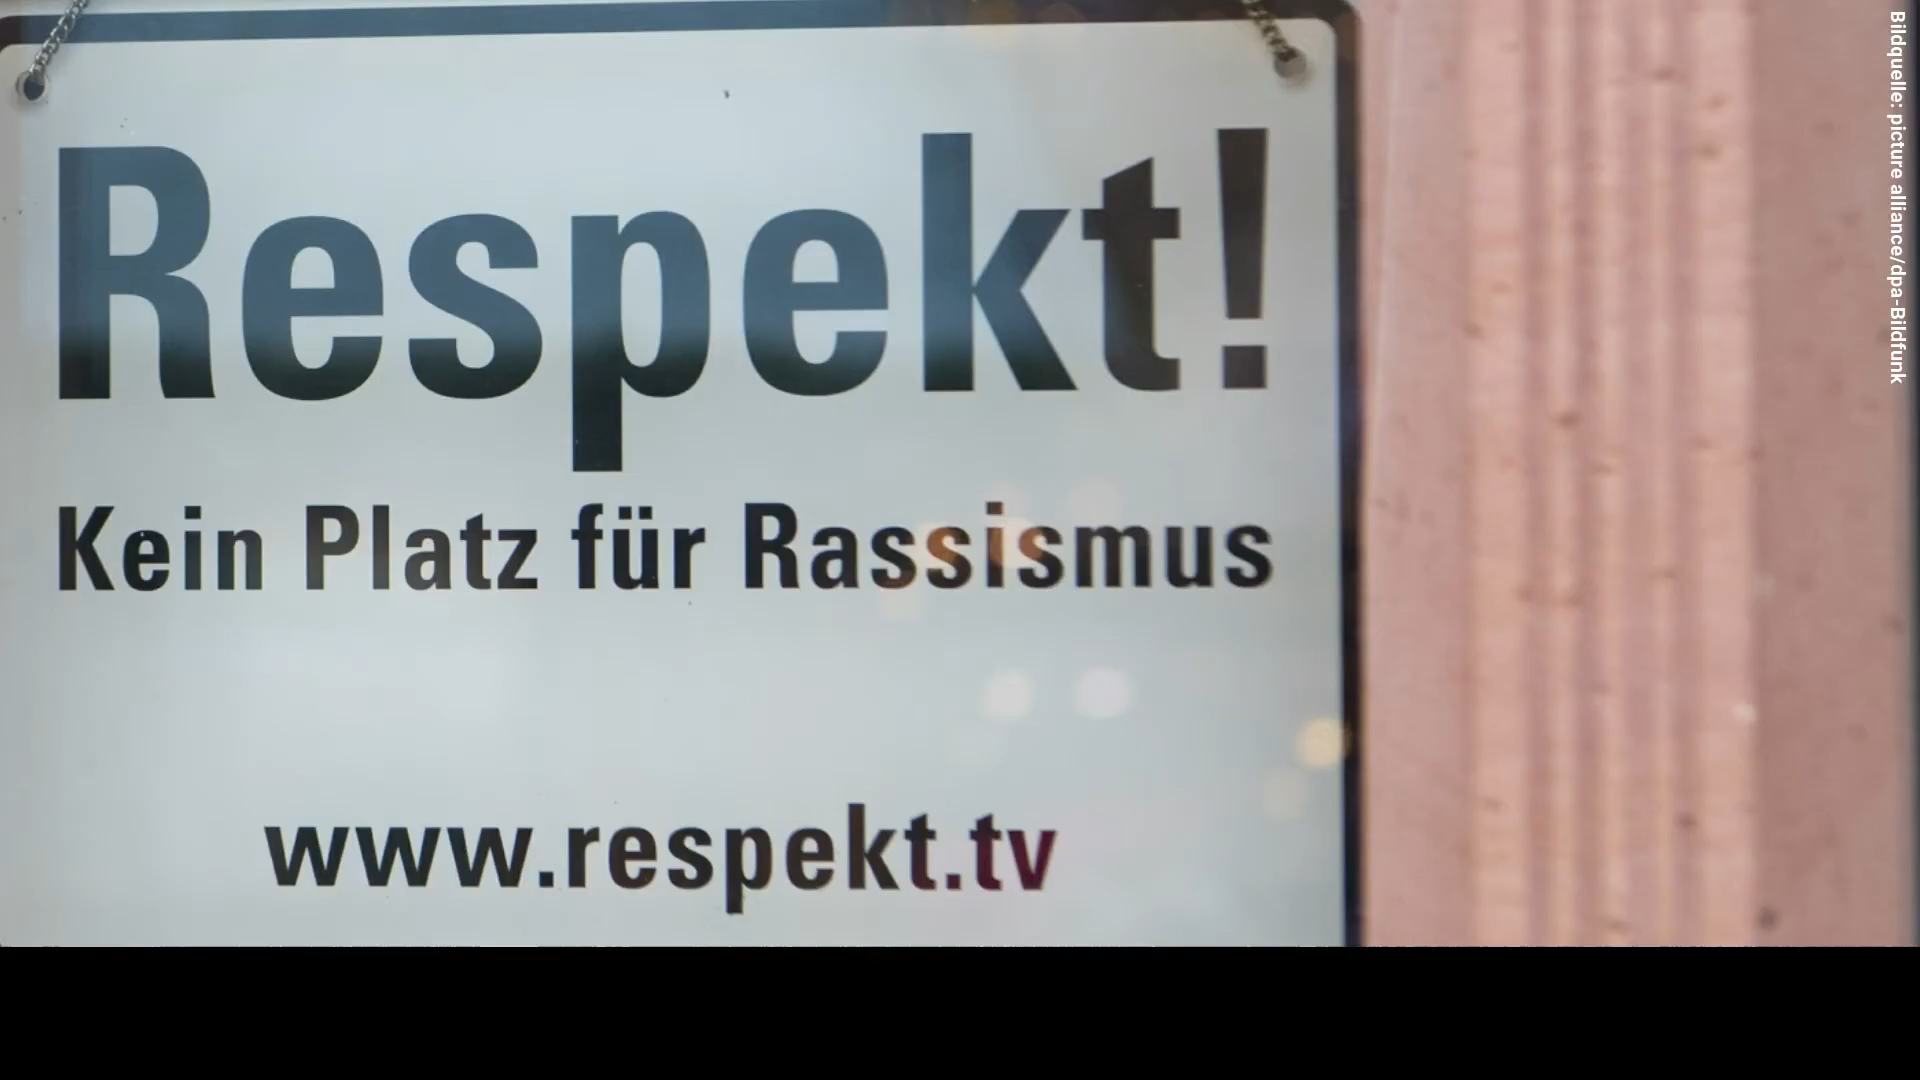 Respekt!
Kein Platz für Rassismus
www.respekt.tv
Bildquelle: picture alliance/dpa-Bildfunk